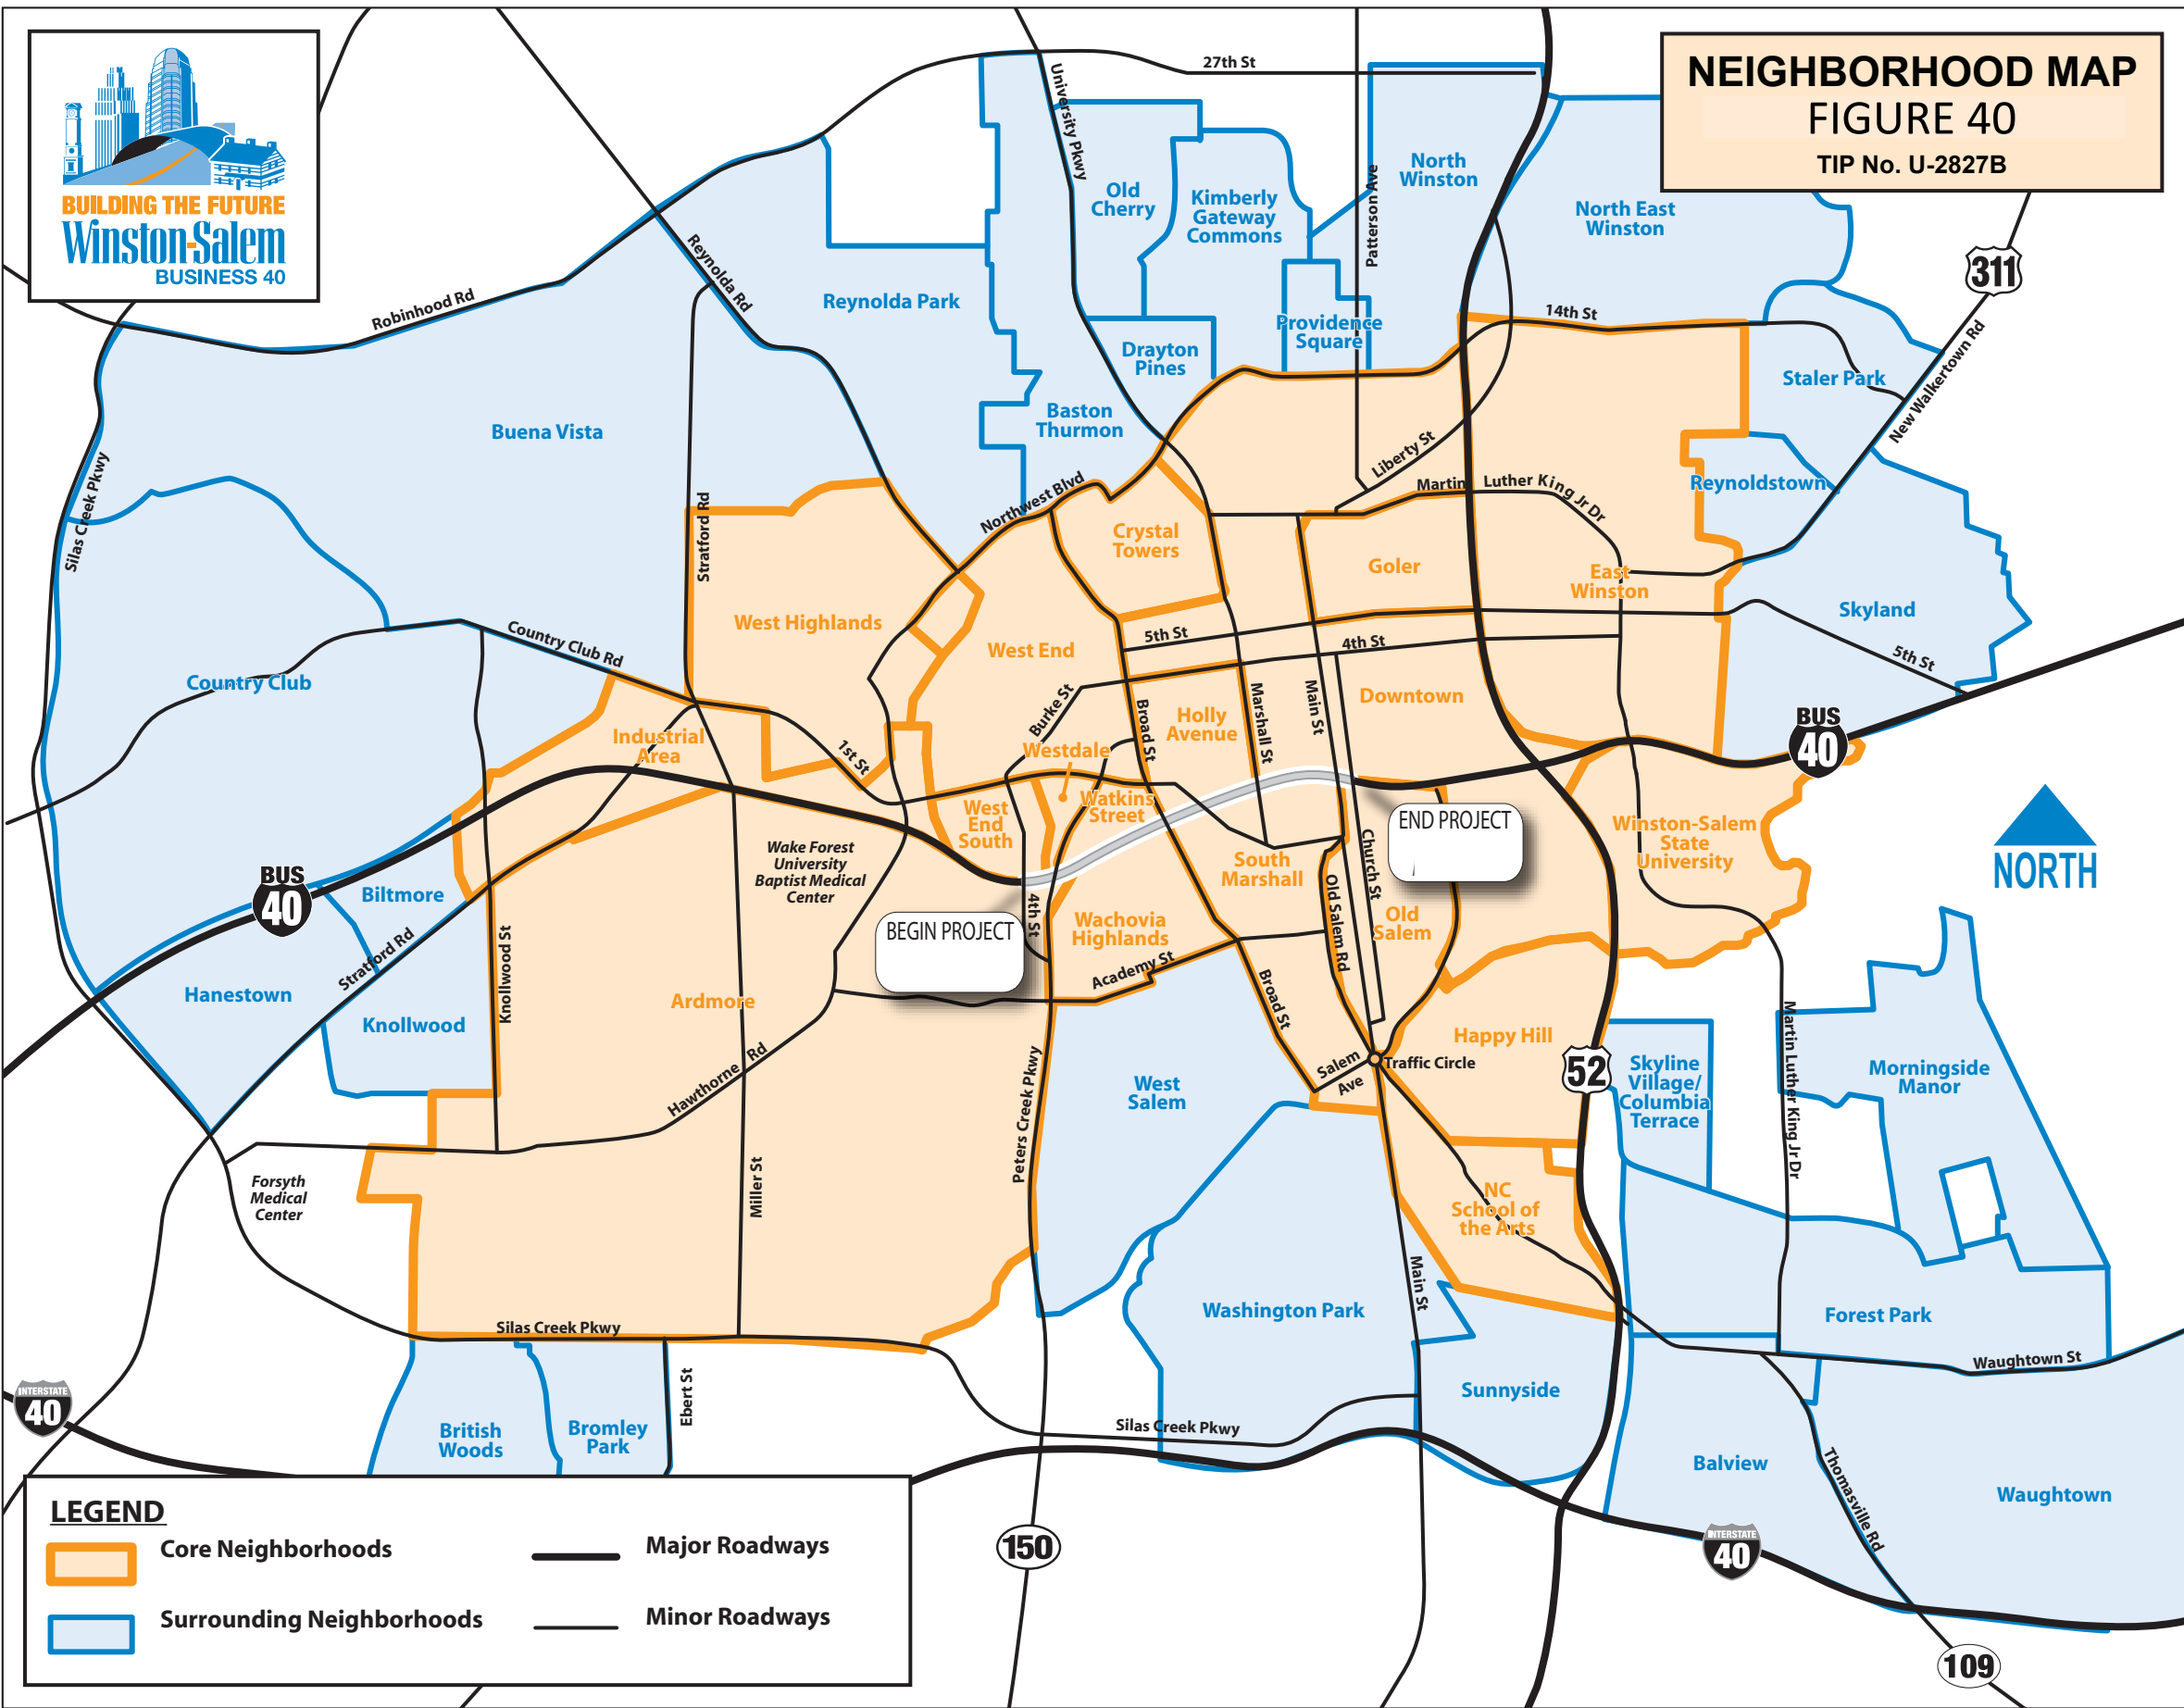 BUILDING THE FUTURE
Winston-Salem
BUSINESS 40
NEIGHBORHOOD MAP
FIGURE 40
TIP No. U-2827B
27th St
University Pkwy
Old
Cherry
Kimberly
Gateway
Commons
Patterson Ave
North
Winston
North East
Winston
311
Robinhood Rd
Reynolda Rd
Reynolda Park
Providence
Square
14th St
Drayton
Pines
Staler Park
New Walkertown Rd
Buena Vista
Baston
Thurmon
Liberty St
Silas Creek Pkwy
Stratford Rd
Northwest Blvd
Martin Luther King Jr Dr
Reynoldstown
Crystal
Towers
Goler
East
Winston
Skyland
West Highlands
Country Club Rd
West End
5th St
4th St
5th St
Country Club
Industrial
Area
1st St
Burke St
Westdale
Broad St
Holly
Avenue
Marshall St
Main St
Downtown
BUS
40
West
End
South
Watkins
Street
END PROJECT
Winston-Salem
State
University
NORTH
Wake Forest
University
Baptist Medical
Center
South
Marshall
Church St
Old Salem Rd
Old
Salem
BUS
40
Biltmore
Stratford Rd
Knollwood St
BEGIN PROJECT
4th St
Wachovia
Highlands
Academy St
Hanestown
Knollwood
Ardmore
Broad St
Happy Hill
Hawthorne Rd
Peters Creek Pkwy
West
Salem
Salem
Ave
Traffic Circle
52
Skyline
Village/
Columbia
Terrace
Martin Luther King Jr Dr
Morningside
Manor
Forsyth
Medical
Center
Miller St
NC
School of
the Arts
Main St
Washington Park
Forest Park
Silas Creek Pkwy
Ebert St
Waughtown St
Sunnyside
INTERSTATE
40
British
Woods
Bromley
Park
Silas Creek Pkwy
Balview
Thomasville Rd
Waughtown
LEGEND
Core Neighborhoods
Major Roadways
Surrounding Neighborhoods
Minor Roadways
150
INTERSTATE
40
109